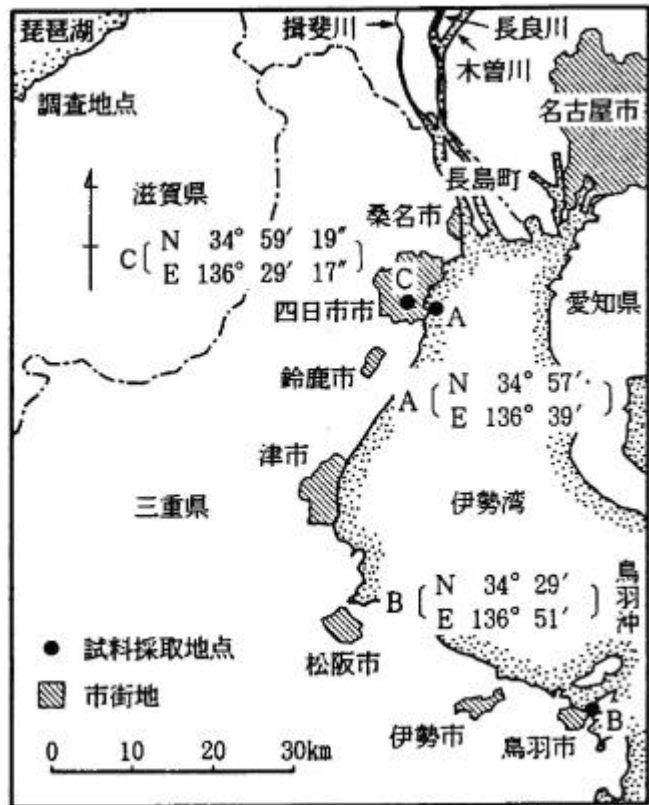 琵琶湖
揖斐川
長良川
木曽川
調査地点
名古屋市
長島町
滋賀県
桑名市
C N 34° 59′ 19″
E 136° 29′ 17″
C
四日市市
A
愛知県
鈴鹿市
A N 34° 57′
E 136° 39′
津市
三重県
伊勢湾
B N 34° 29′
E 136° 51′
鳥羽沖
● 試料採取地点
松阪市
市街地
B
伊勢市
鳥羽市
0 10 20 30km